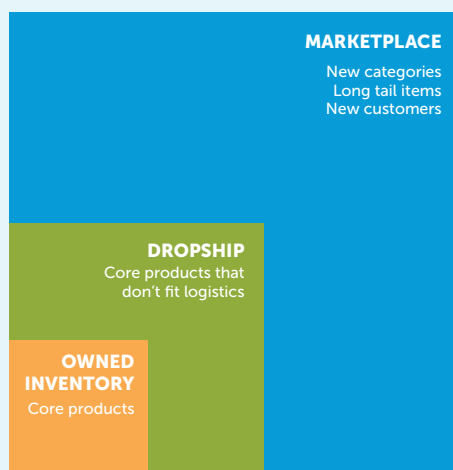 MARKETPLACE
New categories
Long tail items
New customers
DROPSHIP
Core products that
don't fit logistics
OWNED
INVENTORY
Core products